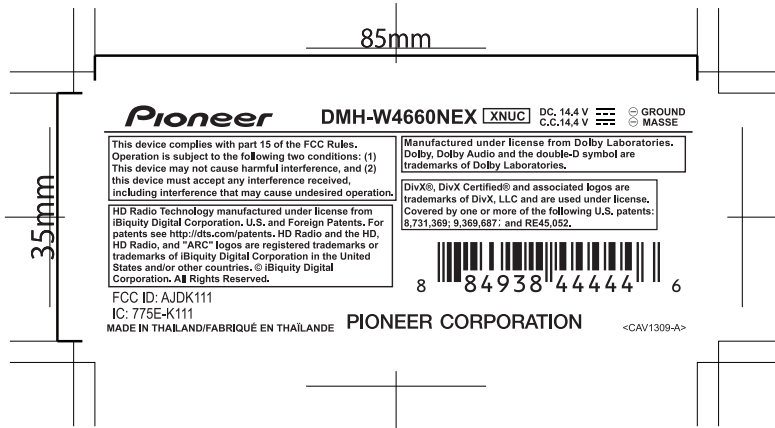 85mm
35mm
Pioneer DMH-W4660NEX XNUC DC. 14.4 V ⊖ GROUND
C.C.14,4 V ⊖ MASSE
This device complies with part 15 of the FCC Rules.
Operation is subject to the following two conditions: (1)
This device may not cause harmful interference, and (2)
this device must accept any interference received,
including interference that may cause undesired operation.
Manufactured under license from Dolby Laboratories.
Dolby, Dolby Audio and the double-D symbol are
trademarks of Dolby Laboratories.
DivX®, DivX Certified® and associated logos are
trademarks of DivX, LLC and are used under license.
Covered by one or more of the following U.S. patents:
8,731,369; 9,369,687; and RE45,052.
HD Radio Technology manufactured under license from
iBiquity Digital Corporation. U.S. and Foreign Patents. For
patents see http://dts.com/patents. HD Radio and the HD,
HD Radio, and "ARC" logos are registered trademarks or
trademarks of iBiquity Digital Corporation in the United
States and/or other countries. © iBiquity Digital
Corporation. All Rights Reserved.
8 84938 44444 6
FCC ID: AJDK111
IC: 775E-K111
MADE IN THAILAND/FABRIQUÉ EN THAÏLANDE PIONEER CORPORATION <CAV1309-A>